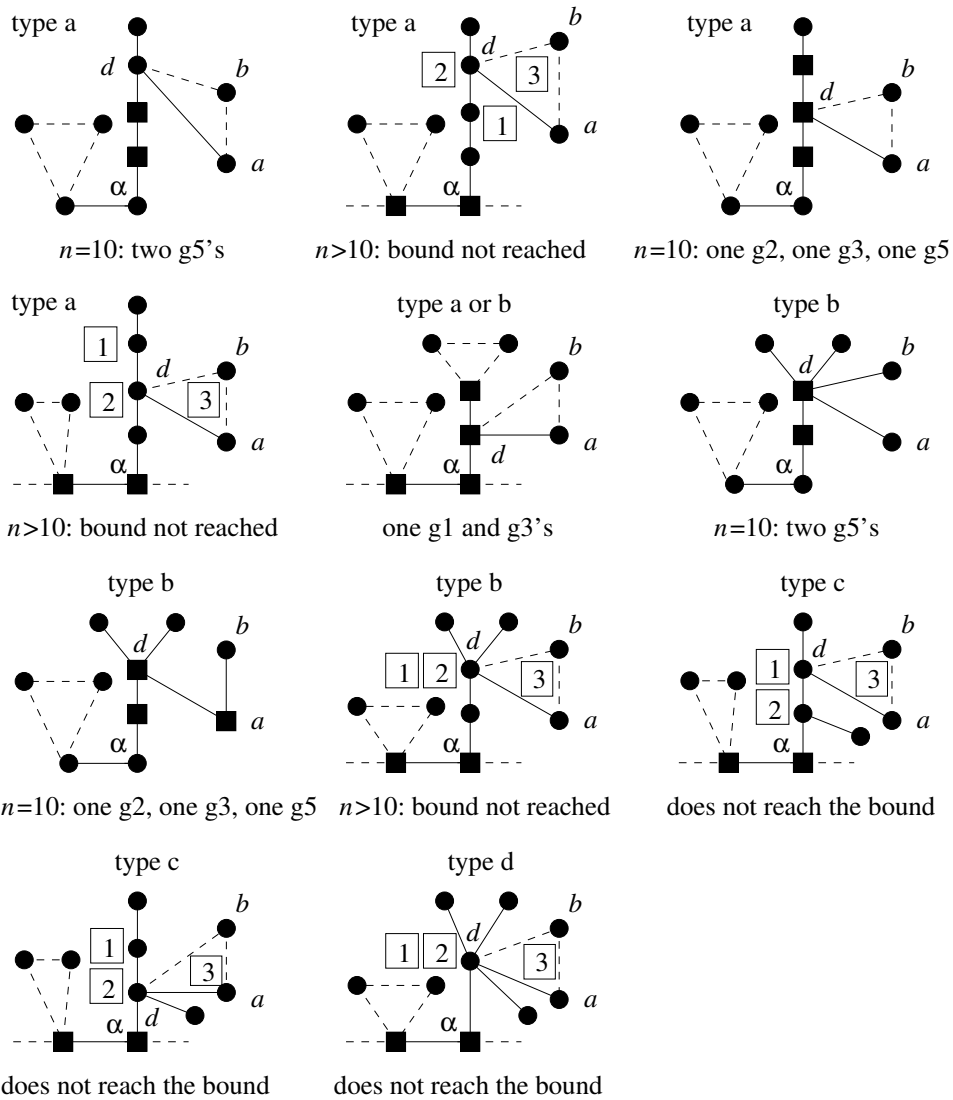 type a
type a
type a
b
d
2
3
1
a
α
b
d
a
α
b
d
a
α
n=10: two g5's
n>10: bound not reached
n=10: one g2, one g3, one g5
type a
type a or b
type b
1
d
b
2
3
a
α
b
d
a
α
d
b
a
α
n>10: bound not reached
one g1 and g3's
n=10: two g5's
type b
type b
type c
d
b
a
α
d
b
1
2
3
a
α
d
b
1
3
2
a
α
n=10: one g2, one g3, one g5
n>10: bound not reached
does not reach the bound
type c
type d
b
1
3
2
a
d
α
b
d
1
2
3
a
α
does not reach the bound
does not reach the bound